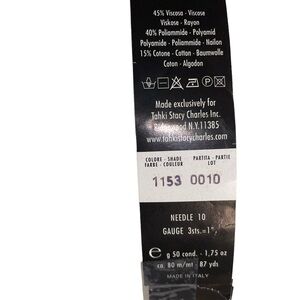 45% Viscosa - Viscose
Viskose - Rayon
40% Poliammide - Polyamid
Polyamide - Poliammide - Nailon
15% Cotone - Cotton - Baumwolle
Coton - Algodon
Made exclusively for
Tahki Stacy Charles Inc.
N.Y.11385
www.tahkistacycharles.com
COLORE - SHADE
FARBE - COULEUR
PARTITA - PARTIE
LOT
1153 0010
NEEDLE 10
GAUGE 3sts.=1"
e g 50 cond. - 1,75 oz
ca. 80 m/mt 87 yds
MADE IN ITALY